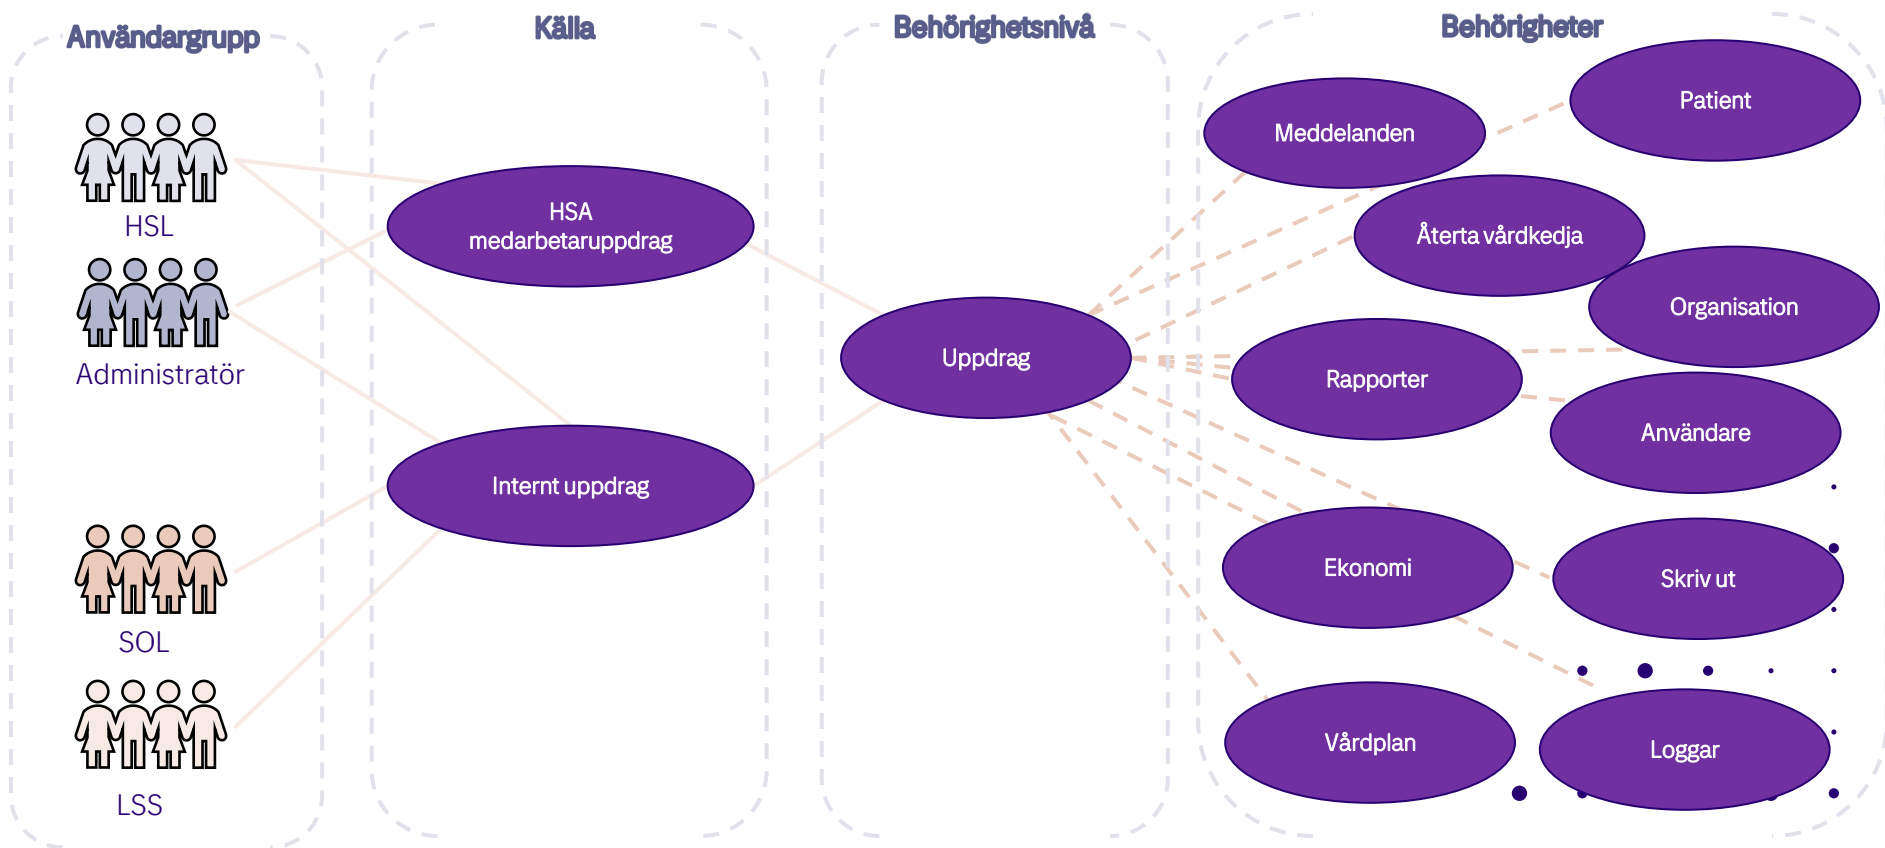 Användargrupp
Källa
Behörighetsnivå
Behörigheter
HSL
Administratör
SOL
LSS
HSA
medarbetaruppdrag
Internt uppdrag
Uppdrag
Meddelanden
Patient
Återta vårdkedja
Organisation
Rapporter
Användare
Ekonomi
Skriv ut
Vårdplan
Loggar